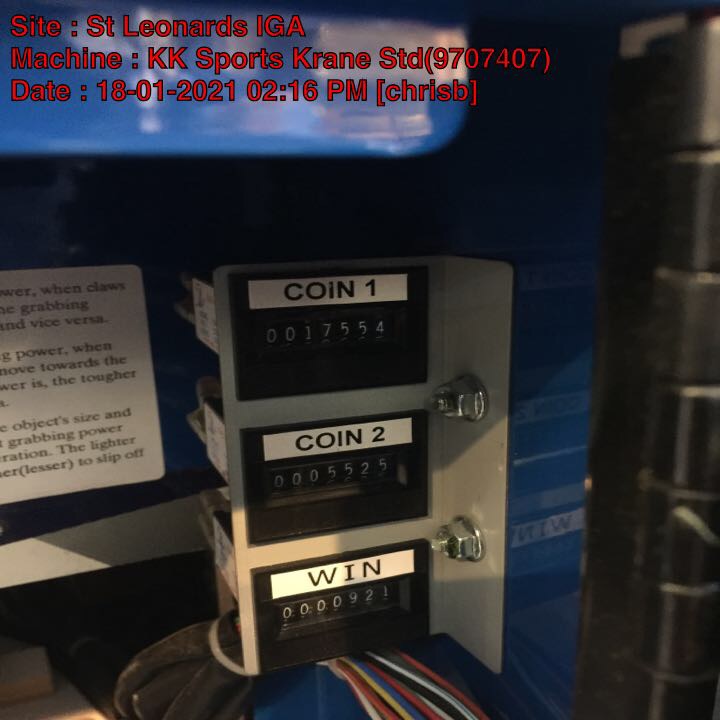 Site : St Leonards IGA
Machine : KK Sports Krane Std(9707407)
Date : 18-01-2021 02:16 PM [chrisb]
wer, when claws
grabbing
and vice versa.
power, when
move towards the
wer is, the tougher
object's size and
grabbing power
eration. The lighter
er(lesser) to slip off
COIN 1
0017554
COIN 2
0005525
WIN
0000921